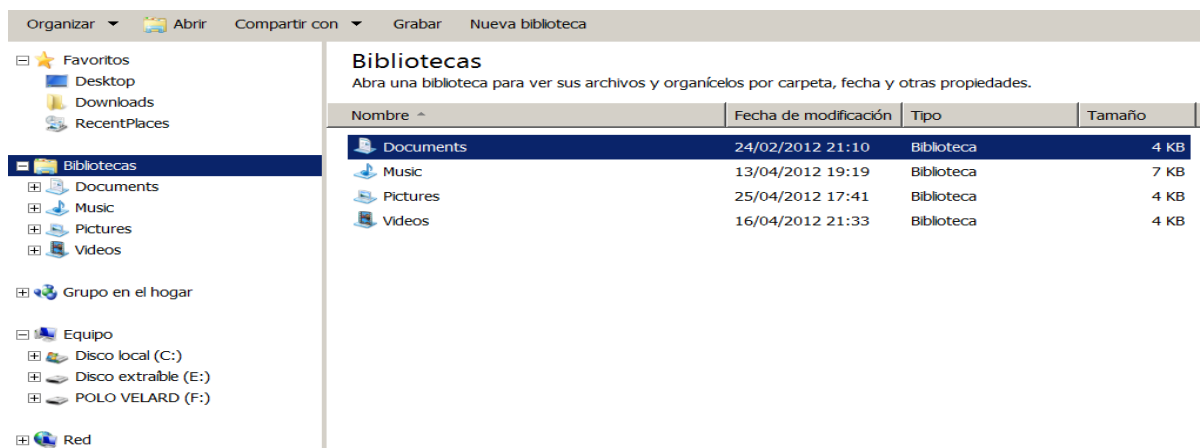 Organizar Abrir Compartir con Grabar Nueva biblioteca
Favoritos
Desktop
Downloads
RecentPlaces
Bibliotecas
Documents
Music
Pictures
Videos
Grupo en el hogar
Equipo
Disco local (C:)
Disco extraíble (E:)
POLO VELARD (F:)
Red
Bibliotecas
Abra una biblioteca para ver sus archivos y organícelos por carpeta, fecha y otras propiedades.
Nombre Fecha de modificación Tipo Tamaño
Documents 24/02/2012 21:10 Biblioteca 4 KB
Music 13/04/2012 19:19 Biblioteca 7 KB
Pictures 25/04/2012 17:41 Biblioteca 4 KB
Videos 16/04/2012 21:33 Biblioteca 4 KB